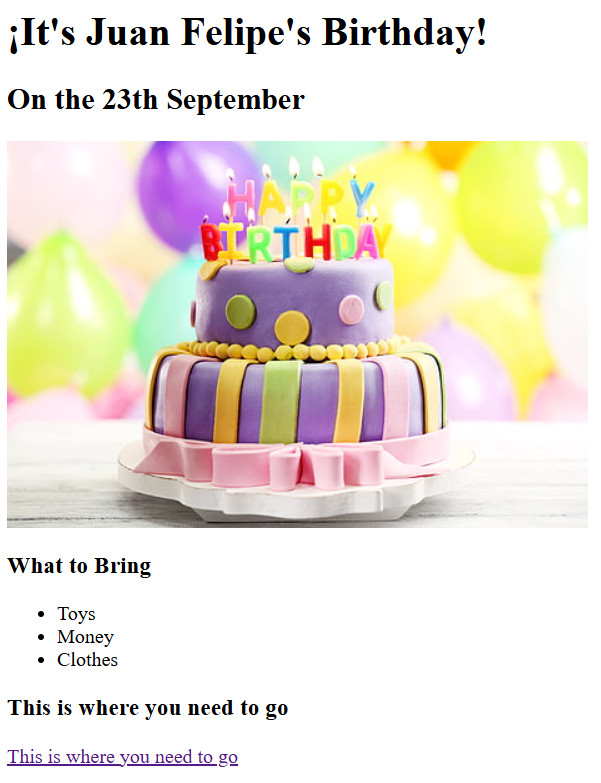 ¡It's Juan Felipe's Birthday!
On the 23th September
HAPPY
BIRTHDAY
What to Bring
Toys
Money
Clothes
This is where you need to go
This is where you need to go